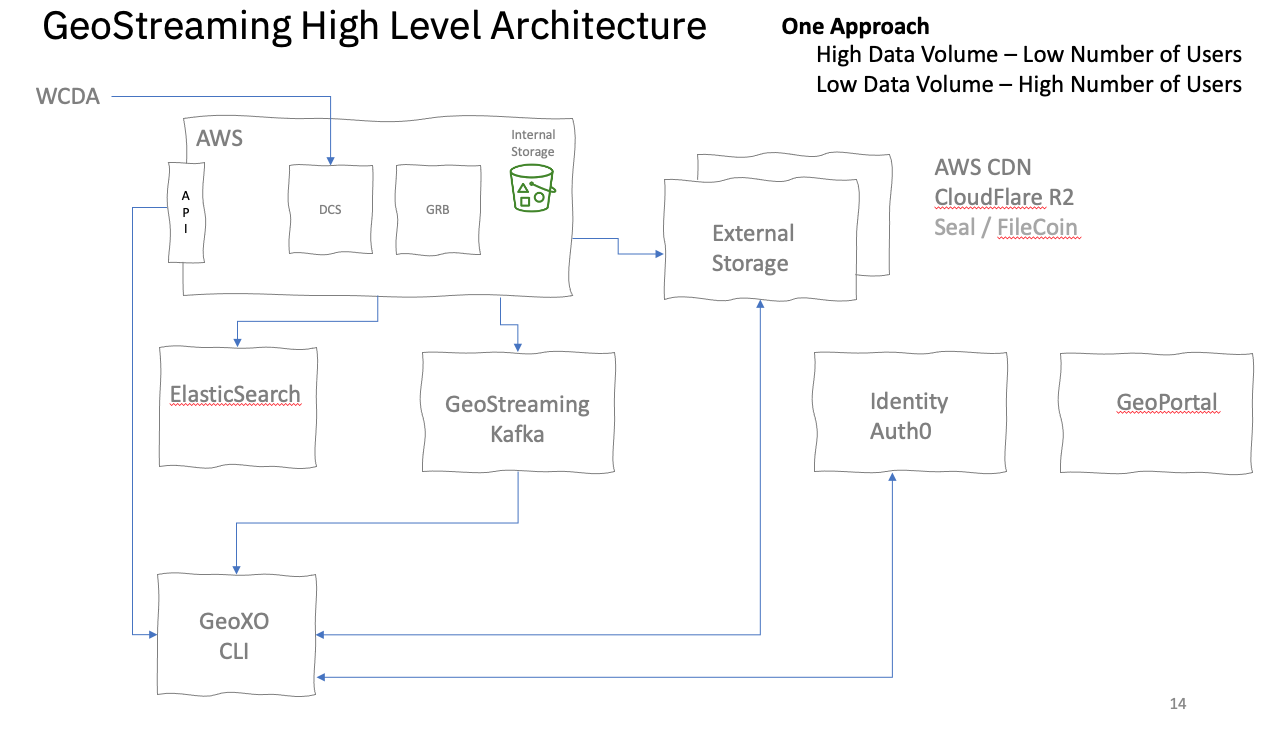 GeoStreaming High Level Architecture
One Approach
High Data Volume – Low Number of Users
Low Data Volume – High Number of Users
WCDA
AWS
Internal
Storage
A
P
I
DCS
GRB
External
Storage
AWS CDN
CloudFlare R2
Seal / FileCoin
ElasticSearch
GeoStreaming
Kafka
Identity
Auth0
GeoPortal
GeoXO
CLI
14